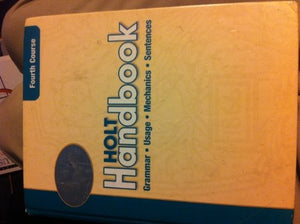 Fourth Course
HOLT
Handbook
Grammar • Usage • Mechanics • Sentences